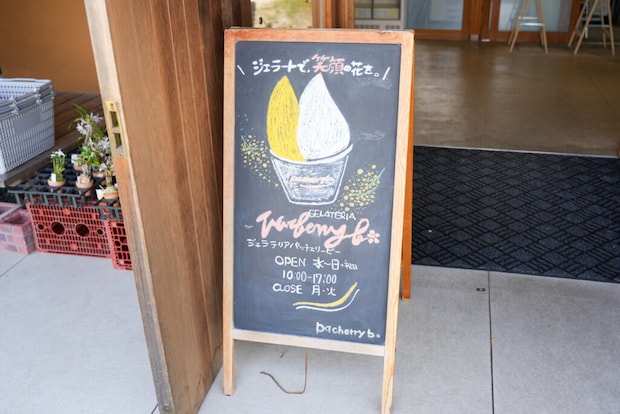 \ ジェラートで、笑顔の花を。/
GELATERIA
pacherry b.
ジェラテリアパッチェリービー
OPEN 水〜日・祝日
10:00-17:00
CLOSE 月・火
pacherry b.